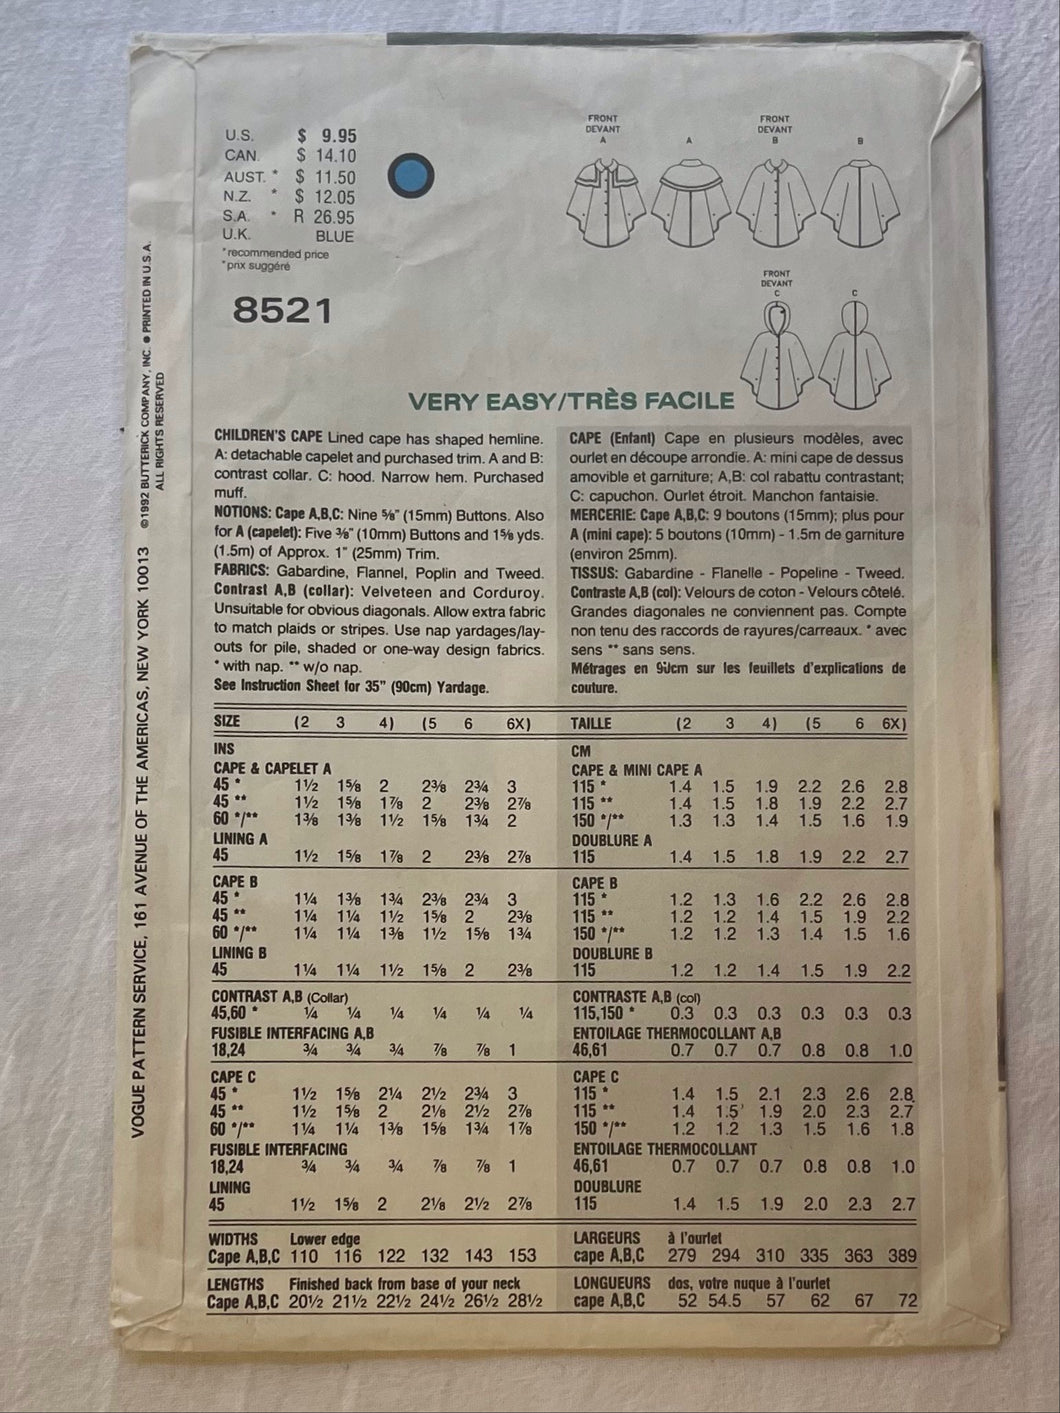 U.S. $ 9.95
CAN. $ 14.10
AUST. * $ 11.50
N.Z. * $ 12.05
S.A. * R 26.95
U.K. BLUE
*recommended price
*prix suggéré
8521
FRONT
DEVANT
A
A
FRONT
DEVANT
B
B
FRONT
DEVANT
C
C
VERY EASY/TRÈS FACILE
CHILDREN'S CAPE Lined cape has shaped hemline.
A: detachable capelet and purchased trim. A and B:
contrast collar. C: hood. Narrow hem. Purchased
muff.
NOTIONS: Cape A,B,C: Nine 5/8" (15mm) Buttons. Also
for A (capelet): Five 3/8" (10mm) Buttons and 1 5/8 yds.
(1.5m) of Approx. 1" (25mm) Trim.
FABRICS: Gabardine, Flannel, Poplin and Tweed.
Contrast A,B (collar): Velveteen and Corduroy.
Unsuitable for obvious diagonals. Allow extra fabric
to match plaids or stripes. Use nap yardages/lay-
outs for pile, shaded or one-way design fabrics.
* with nap. ** w/o nap.
See Instruction Sheet for 35" (90cm) Yardage.
CAPE (Enfant) Cape en plusieurs modèles, avec
ourlet en découpe arrondie. A: mini cape de dessus
amovible et garniture; A,B: col rabattu contrastant;
C: capuchon. Ourlet étroit. Manchon fantaisie.
MERCERIE: Cape A,B,C: 9 boutons (15mm); plus pour
A (mini cape): 5 boutons (10mm) - 1.5m de garniture
(environ 25mm).
TISSUS: Gabardine - Flanelle - Popeline - Tweed.
Contraste A,B (col): Velours de coton - Velours côtelé.
Grandes diagonales ne conviennent pas. Compte
non tenu des raccords de rayures/carreaux. * avec
sens ** sans sens.
Métrages en 90cm sur les feuillets d'explications de
couture.
SIZE (2 3 4) (5 6 6X)
INS
CAPE & CAPELET A
45 * 1½ 1⅝ 2 2⅜ 2¾ 3
45 ** 1½ 1⅝ 1⅞ 2 2⅜ 2⅞
60 */** 1⅜ 1⅜ 1½ 1⅝ 1¾ 2
LINING A
45 1½ 1⅝ 1⅞ 2 2⅜ 2⅞
CAPE B
45 * 1¼ 1⅜ 1¾ 2⅜ 2¾ 3
45 ** 1¼ 1¼ 1½ 1⅝ 2 2⅜
60 */** 1¼ 1¼ 1⅜ 1½ 1⅝ 1¾
LINING B
45 1¼ 1¼ 1½ 1⅝ 2 2⅜
CONTRAST A,B (Collar)
45,60 * ¼ ¼ ¼ ¼ ¼ ¼
FUSIBLE INTERFACING A,B
18,24 ¾ ¾ ¾ ⅞ ⅞ 1
CAPE C
45 * 1½ 1⅝ 2¼ 2½ 2¾ 3
45 ** 1½ 1⅝ 2 2⅛ 2½ 2⅞
60 */** 1¼ 1¼ 1⅜ 1⅝ 1¾ 1⅞
FUSIBLE INTERFACING
18,24 ¾ ¾ ¾ ⅞ ⅞ 1
LINING
45 1½ 1⅝ 2 2⅛ 2½ 2⅞
WIDTHS Lower edge
Cape A,B,C 110 116 122 132 143 153
LENGTHS Finished back from base of your neck
Cape A,B,C 20½ 21½ 22½ 24½ 26½ 28½
TAILLE (2 3 4) (5 6 6X)
CM
CAPE & MINI CAPE A
115 * 1.4 1.5 1.9 2.2 2.6 2.8
115 ** 1.4 1.5 1.8 1.9 2.2 2.7
150 */** 1.3 1.3 1.4 1.5 1.6 1.9
DOUBLURE A
115 1.4 1.5 1.8 1.9 2.2 2.7
CAPE B
115 * 1.2 1.3 1.6 2.2 2.6 2.8
115 ** 1.2 1.2 1.4 1.5 1.9 2.2
150 */** 1.2 1.2 1.3 1.4 1.5 1.6
DOUBLURE B
115 1.2 1.2 1.4 1.5 1.9 2.2
CONTRASTE A,B (col)
115,150 * 0.3 0.3 0.3 0.3 0.3 0.3
ENTOILAGE THERMOCOLLANT A,B
46,61 0.7 0.7 0.7 0.8 0.8 1.0
CAPE C
115 * 1.4 1.5 2.1 2.3 2.6 2.8
115 ** 1.4 1.5 1.9 2.0 2.3 2.7
150 */** 1.2 1.2 1.3 1.5 1.6 1.8
ENTOILAGE THERMOCOLLANT
46,61 0.7 0.7 0.7 0.8 0.8 1.0
DOUBLURE
115 1.4 1.5 1.9 2.0 2.3 2.7
LARGEURS à l'ourlet
cape A,B,C 279 294 310 335 363 389
LONGUEURS dos, votre nuque à l'ourlet
cape A,B,C 52 54.5 57 62 67 72
VOGUE PATTERN SERVICE, 161 AVENUE OF THE AMERICAS, NEW YORK 10013 ©1992 BUTTERICK COMPANY, INC. ● PRINTED IN U.S.A.
ALL RIGHTS RESERVED